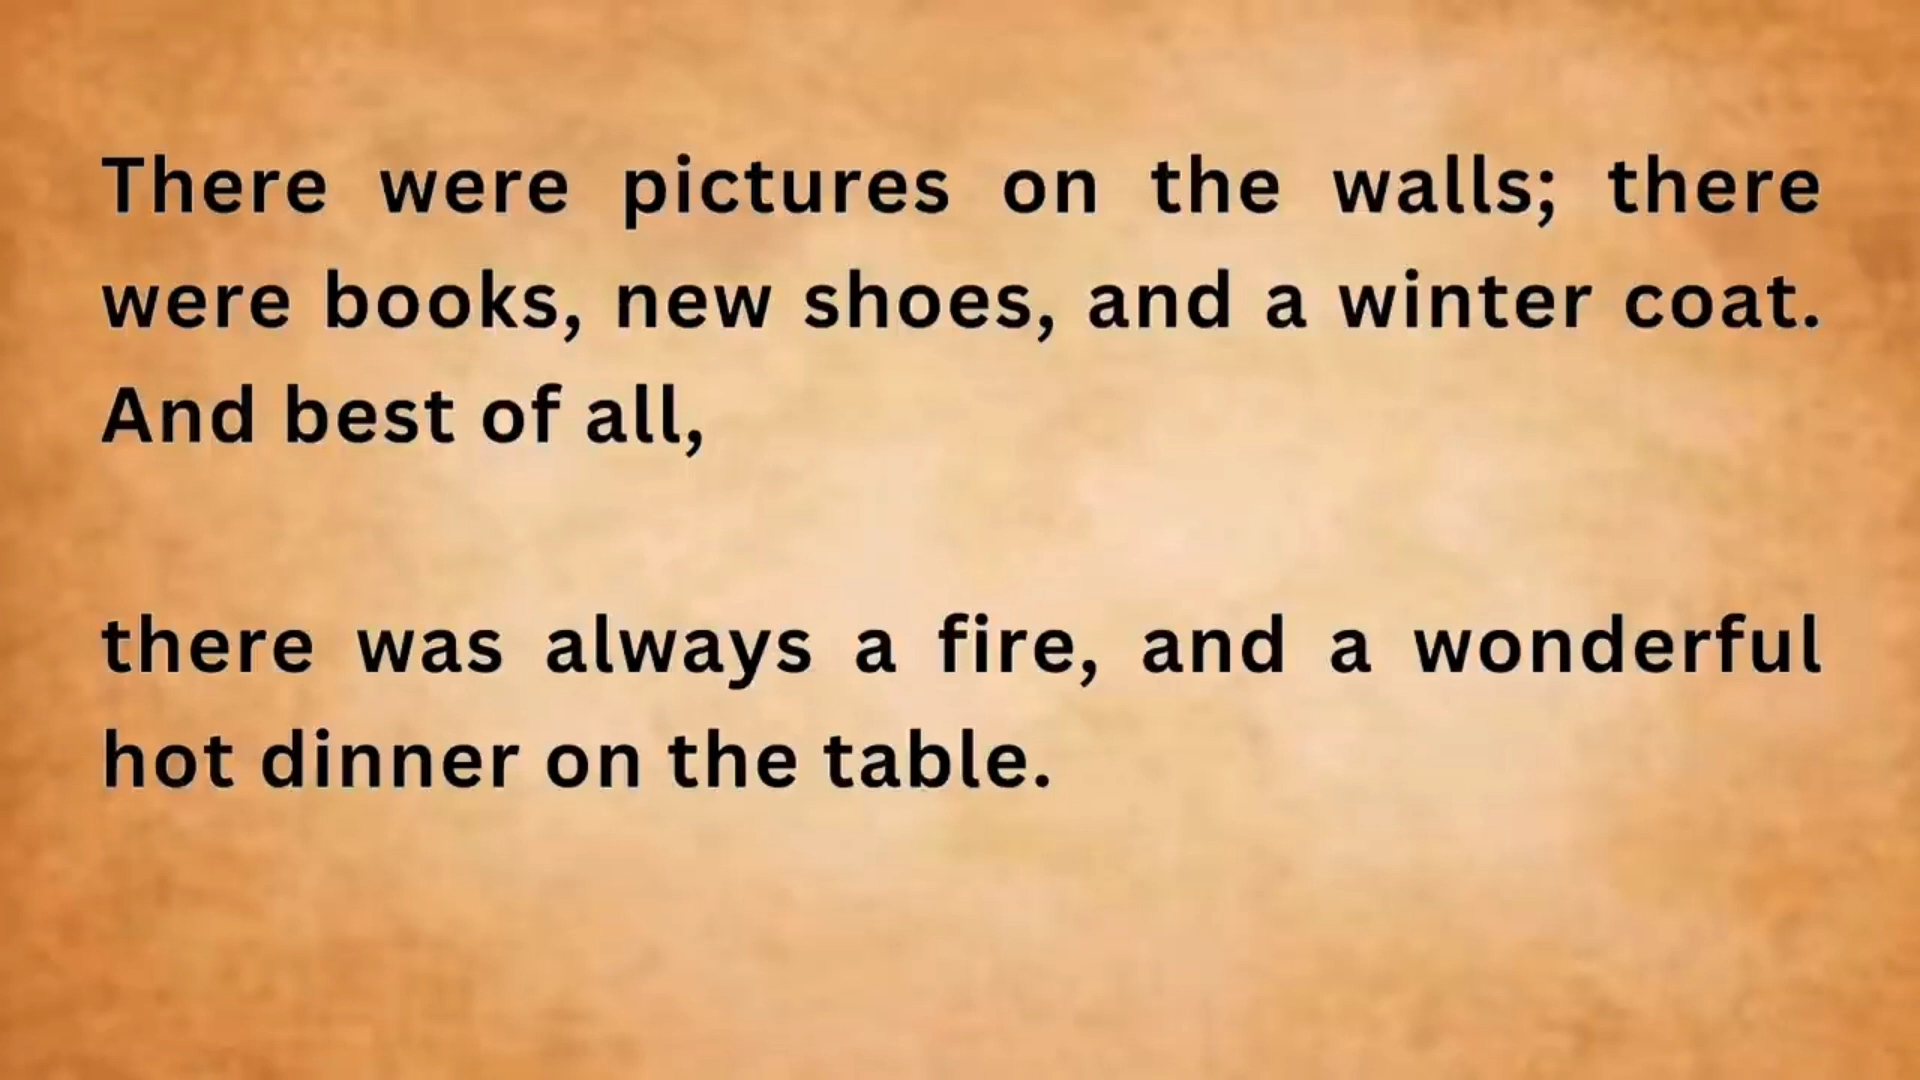 There were pictures on the walls; there
were books, new shoes, and a winter coat.
And best of all,
there was always a fire, and a wonderful
hot dinner on the table.